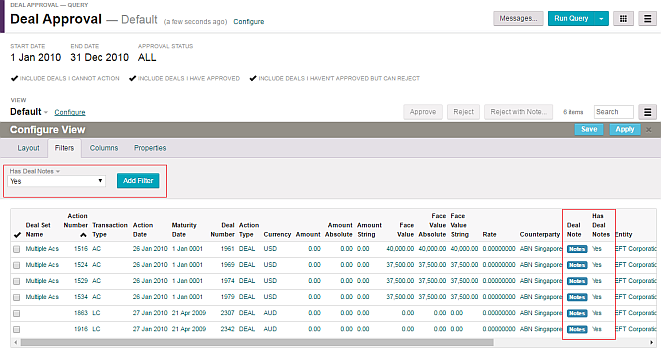 DEAL APPROVAL — QUERY
Deal Approval — Default (a few seconds ago) Configure
Messages... Run Query
START DATE END DATE APPROVAL STATUS
1 Jan 2010 31 Dec 2010 ALL
INCLUDE DEALS I CANNOT ACTION INCLUDE DEALS I HAVE APPROVED INCLUDE DEALS I HAVEN'T APPROVED BUT CAN REJECT
VIEW
Default Configure Approve Reject Reject with Note... 6 items Search
Configure View Save Apply ×
Layout Filters Columns Properties
Has Deal Notes
Yes Add Filter
Deal Set Name Action Number Transaction Type Action Date Maturity Date Deal Number Action Type Currency Amount Amount Absolute Amount String Face Value Face Value Absolute Face Value String Rate Counterparty Deal Note Has Deal Notes Entity
Multiple Acs 1516 AC 26 Jan 2010 1 Jan 0001 1961 DEAL USD 0.00 0.00 0.00 40,000.00 40,000.00 40,000.00 0.00000000 ABN Singapore Notes Yes EFT Corporatio
Multiple Acs 1524 AC 26 Jan 2010 1 Jan 0001 1969 DEAL USD 0.00 0.00 0.00 37,500.00 37,500.00 37,500.00 0.00000000 ABN Singapore Notes Yes EFT Corporatio
Multiple Acs 1529 AC 26 Jan 2010 1 Jan 0001 1974 DEAL USD 0.00 0.00 0.00 37,500.00 37,500.00 37,500.00 0.00000000 ABN Singapore Notes Yes EFT Corporatio
Multiple Acs 1534 AC 26 Jan 2010 1 Jan 0001 1979 DEAL USD 0.00 0.00 0.00 37,500.00 37,500.00 37,500.00 0.00000000 ABN Singapore Notes Yes EFT Corporatio
1863 LC 27 Jan 2010 21 Apr 2009 2307 DEAL AUD 0.00 0.00 0.00 0.00 0.00 0.00 0.00000000 ABN Singapore Notes Yes EFT Corporatio
1916 LC 27 Jan 2010 21 Apr 2009 2342 DEAL AUD 0.00 0.00 0.00 0.00 0.00 0.00 0.00000000 ABN Singapore Notes Yes EFT Corporatio